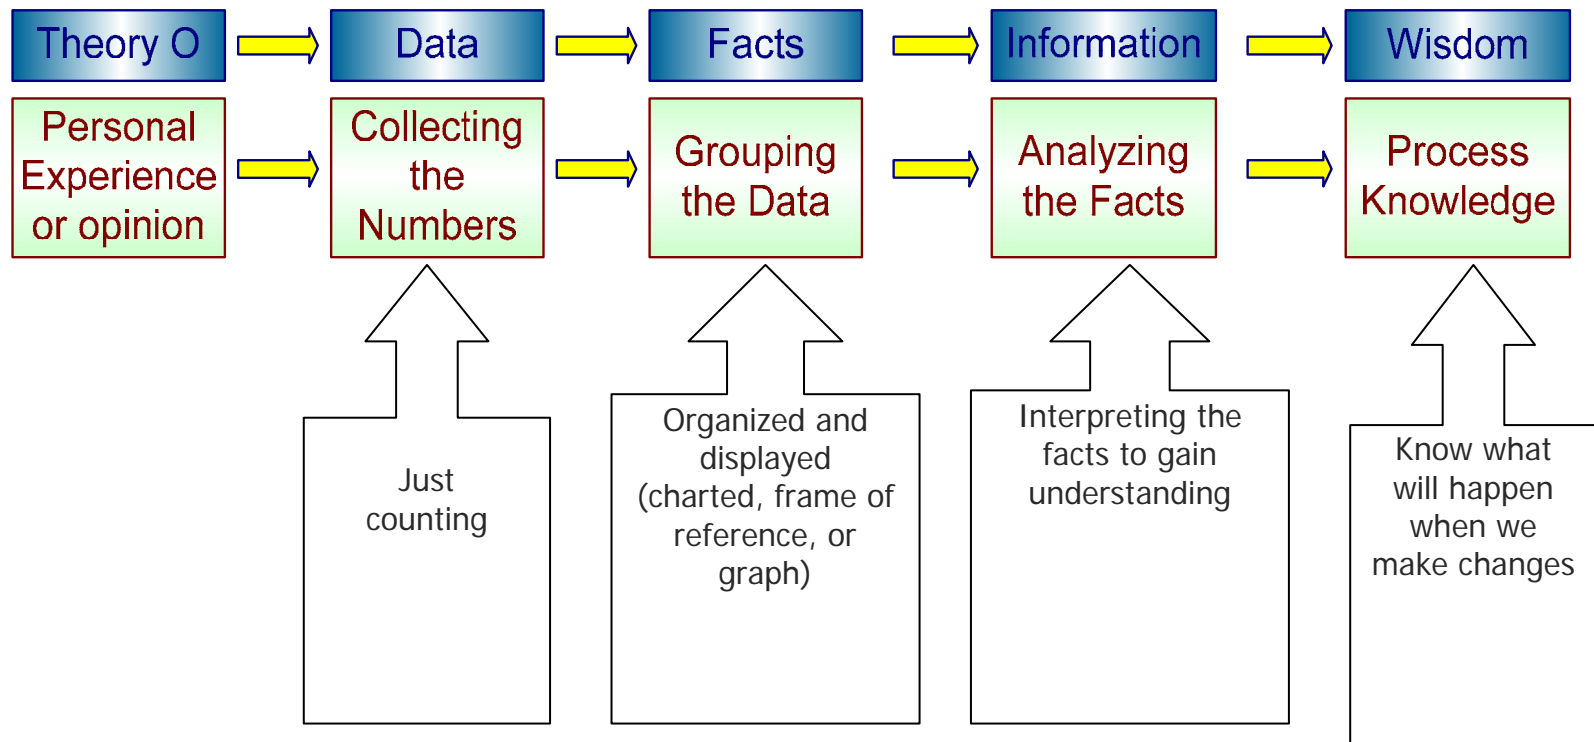 Theory O
Data
Facts
Information
Wisdom
Personal
Experience
or opinion
Collecting
the
Numbers
Grouping
the Data
Analyzing
the Facts
Process
Knowledge
Just
counting
Organized and
displayed
(charted, frame of
reference, or
graph)
Interpreting the
facts to gain
understanding
Know what
will happen
when we
make changes